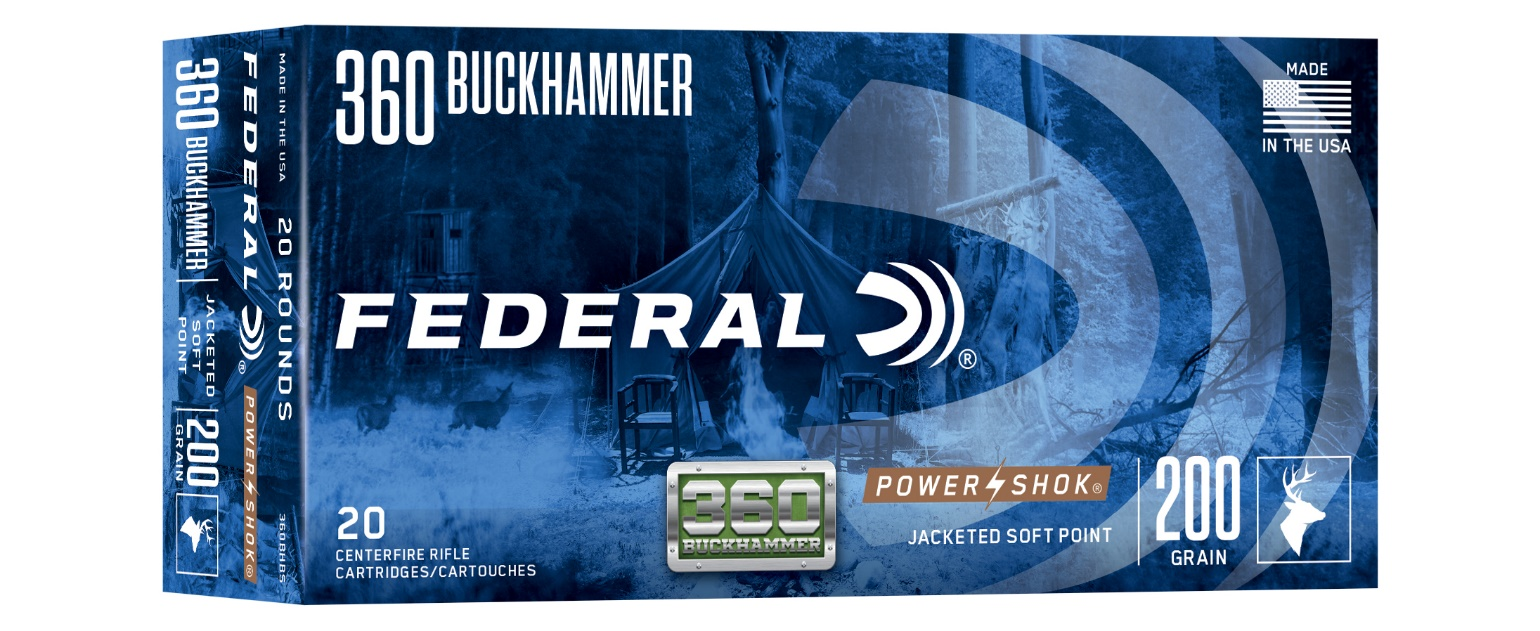 360 BUCKHAMMER
MADE
IN THE USA
FEDERAL®
20
CENTERFIRE RIFLE
CARTRIDGES/CARTOUCHES
360
BUCKHAMMER
POWER SHOK®
JACKETED SOFT POINT
200
GRAIN
MADE IN THE USA
20 ROUNDS
360BHBS
FEDERAL®
POWER SHOK®
360 BUCKHAMMER
JACKETED
SOFT
POINT
200
GRAIN